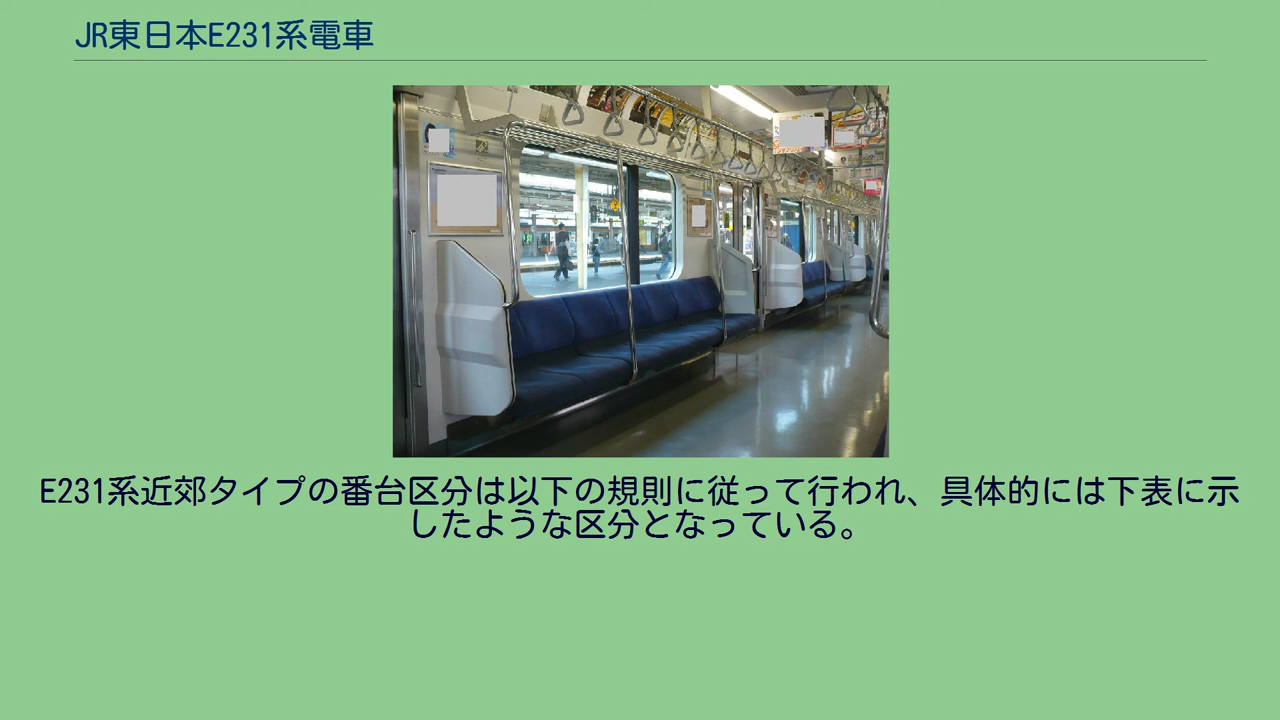 JR東日本E231系電車
E231系近郊タイプの番台区分は以下の規則に従って行われ、具体的には下表に示
したような区分となっている。